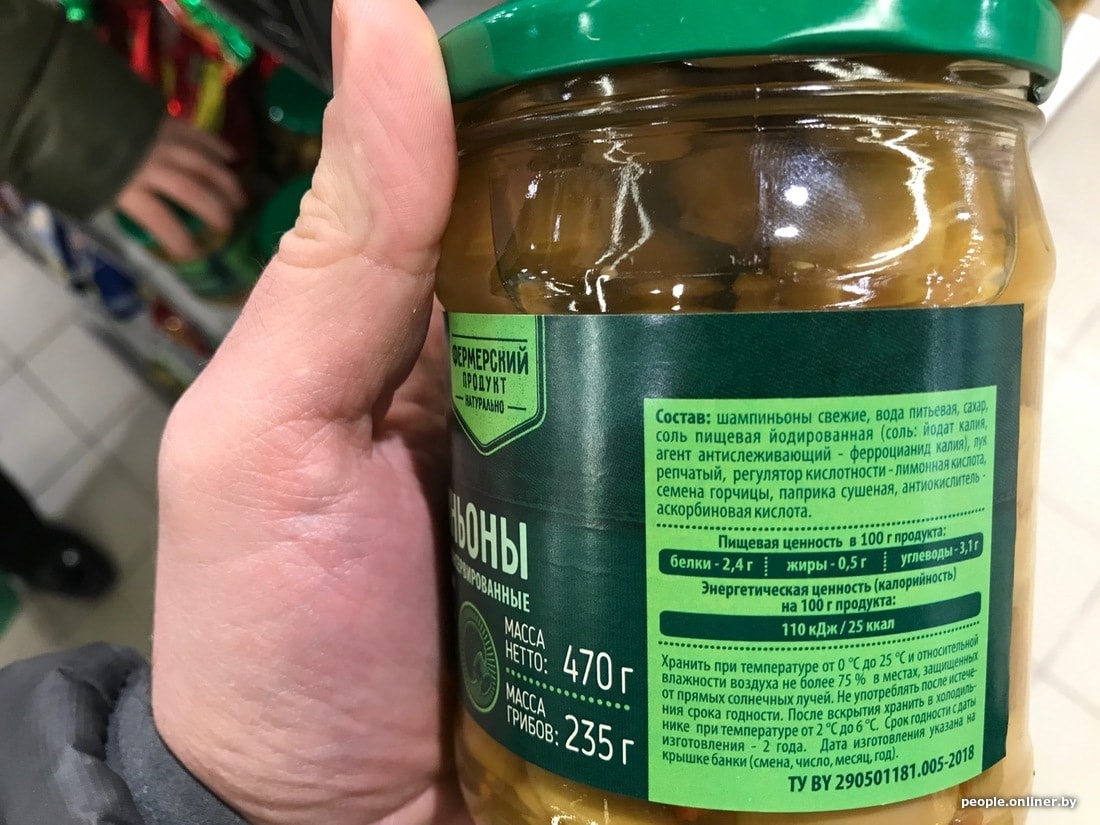 ФЕРМЕРСКИЙ
ПРОДУКТ
НАТУРАЛЬНО
НЬОНЫ
РВИРОВАННЫЕ
МАССА
НЕТТО: 470 г
МАССА
ГРИБОВ: 235 г
Состав: шампиньоны свежие, вода питьевая, сахар,
соль пищевая йодированная (соль: йодат калия,
агент антислеживающий - ферроцианид калия), лук
репчатый, регулятор кислотности - лимонная кислота,
семена горчицы, паприка сушеная, антиокислитель -
аскорбиновая кислота.
Пищевая ценность в 100 г продукта:
белки - 2,4 г жиры - 0,5 г углеводы - 3,1 г
Энергетическая ценность (калорийность)
на 100 г продукта:
110 кДж / 25 ккал
Хранить при температуре от 0 °С до 25 °С и относительной
влажности воздуха не более 75 % в местах, защищенных
от прямых солнечных лучей. Не употреблять после истече-
ния срока годности. После вскрытия хранить в холодиль-
нике при температуре от 2 °С до 6 °С. Срок годности с даты
изготовления - 2 года. Дата изготовления указана на
крышке банки (смена, число, месяц, год).
ТУ BY 290501181.005-2018
people.onliner.by